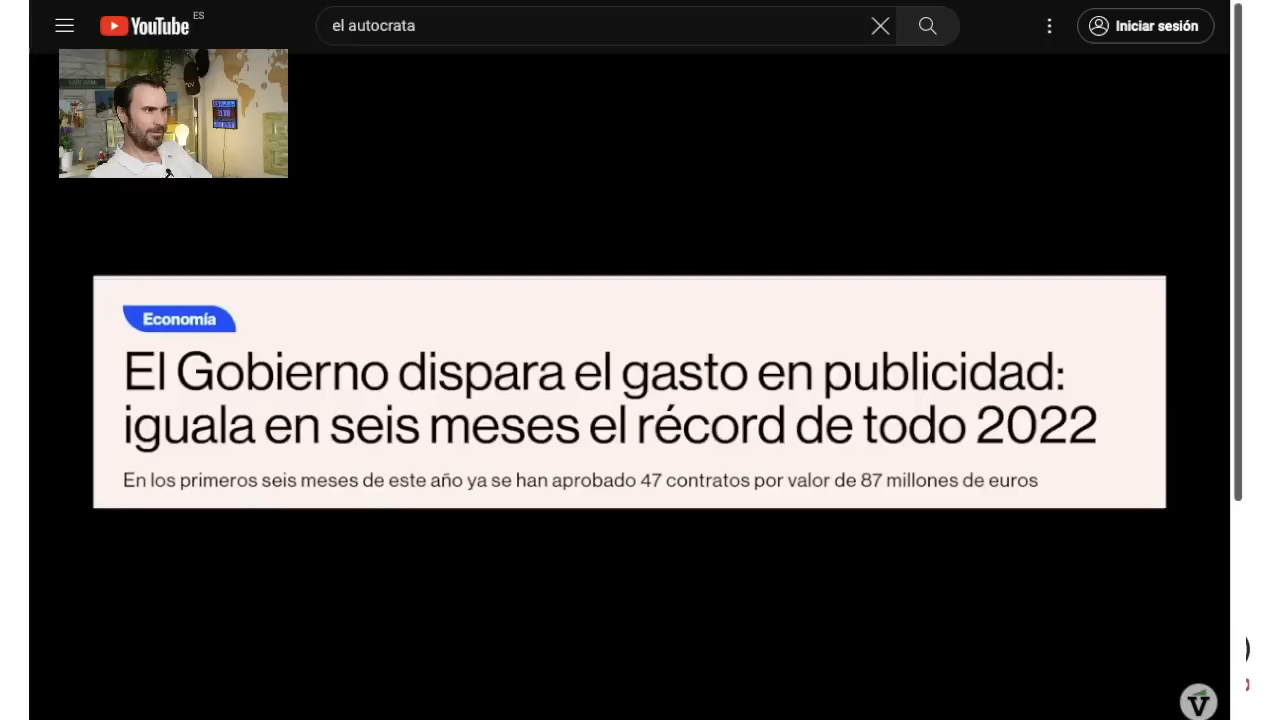 YouTube ES
el autocrata
Iniciar sesión
Economía
El Gobierno dispara el gasto en publicidad:
iguala en seis meses el récord de todo 2022
En los primeros seis meses de este año ya se han aprobado 47 contratos por valor de 87 millones de euros
V